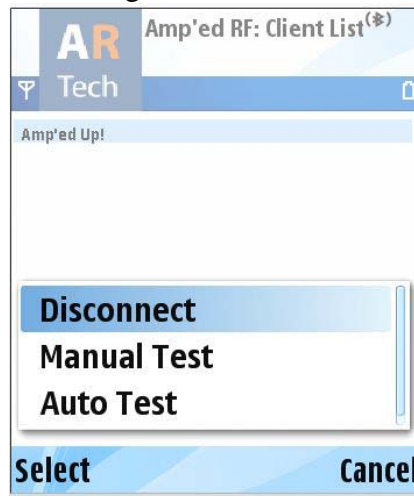 AR
Tech
Amp'ed RF: Client List
Amp'ed Up!
Disconnect
Manual Test
Auto Test
Select
Cancel